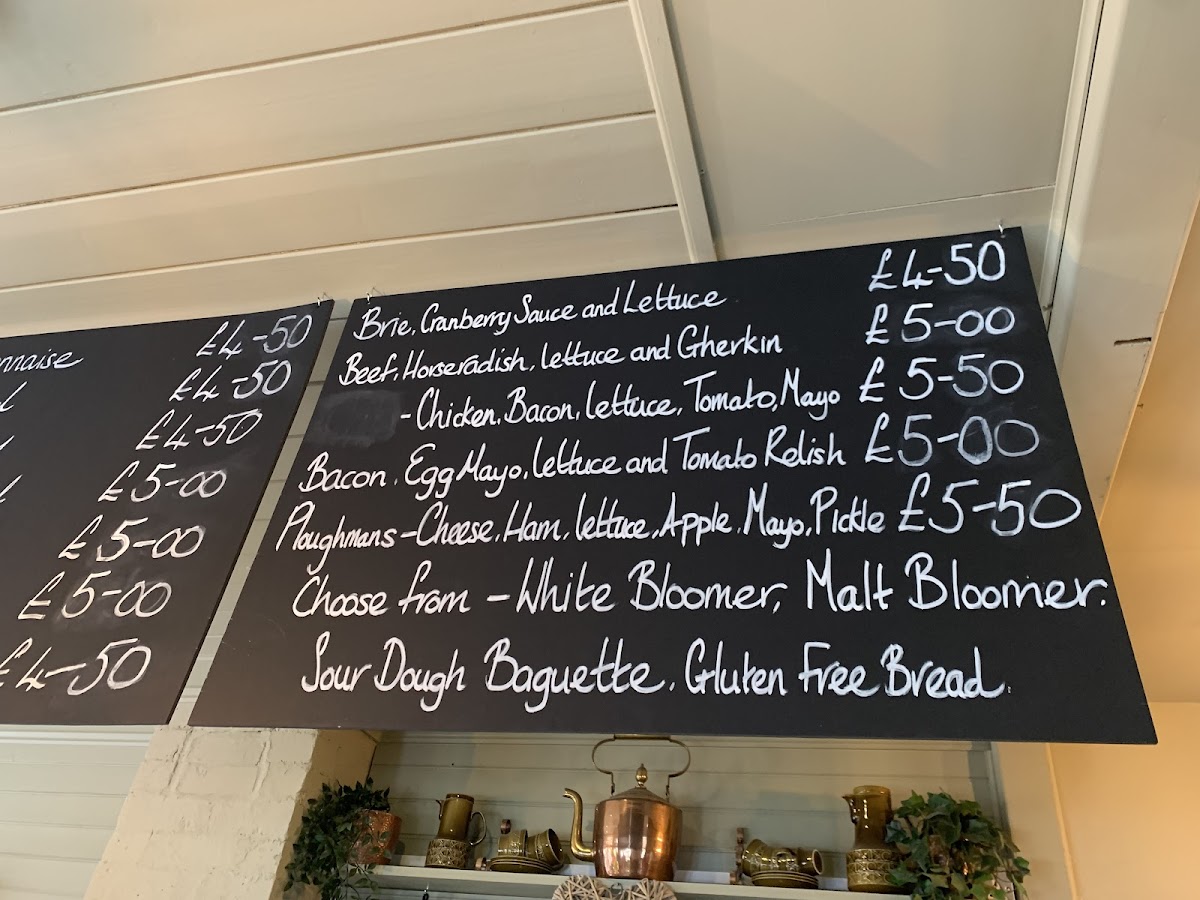 nnaise £4-50
£4-50
£4-50
£5-00
£5-00
£5-00
£4-50
Brie, Cranberry Sauce and Lettuce £4-50
Beef, Horseradish, lettuce and Gherkin £5-00
- Chicken, Bacon, lettuce, Tomato, Mayo £5-50
Bacon, Egg Mayo, lettuce and Tomato Relish £5-00
Ploughmans - Cheese, Ham, lettuce, Apple, Mayo, Pickle £5-50
Choose from - White Bloomer, Malt Bloomer.
Sour Dough Baguette, Gluten Free Bread.